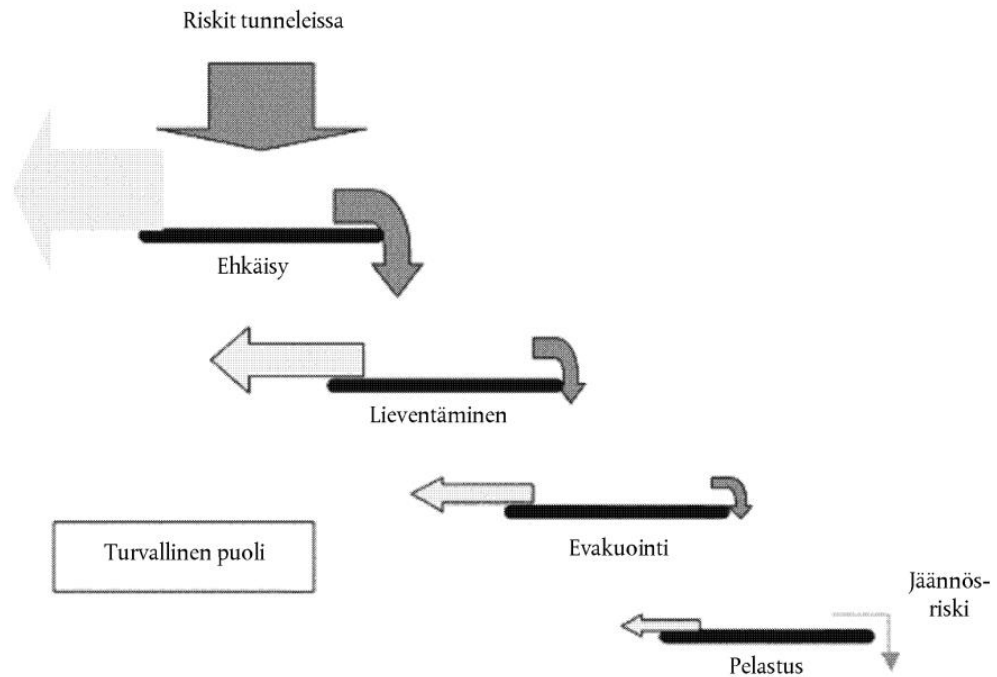 Riskit tunneleissa
Ehkäisy
Lieventäminen
Evakuointi
Turvallinen puoli
Jäännös-
riski
Pelastus